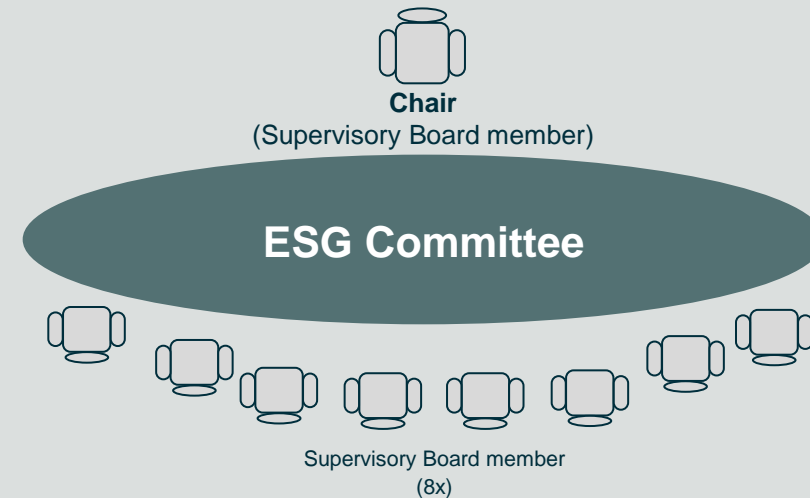 Chair
(Supervisory Board member)
ESG Committee
Supervisory Board member
(8x)